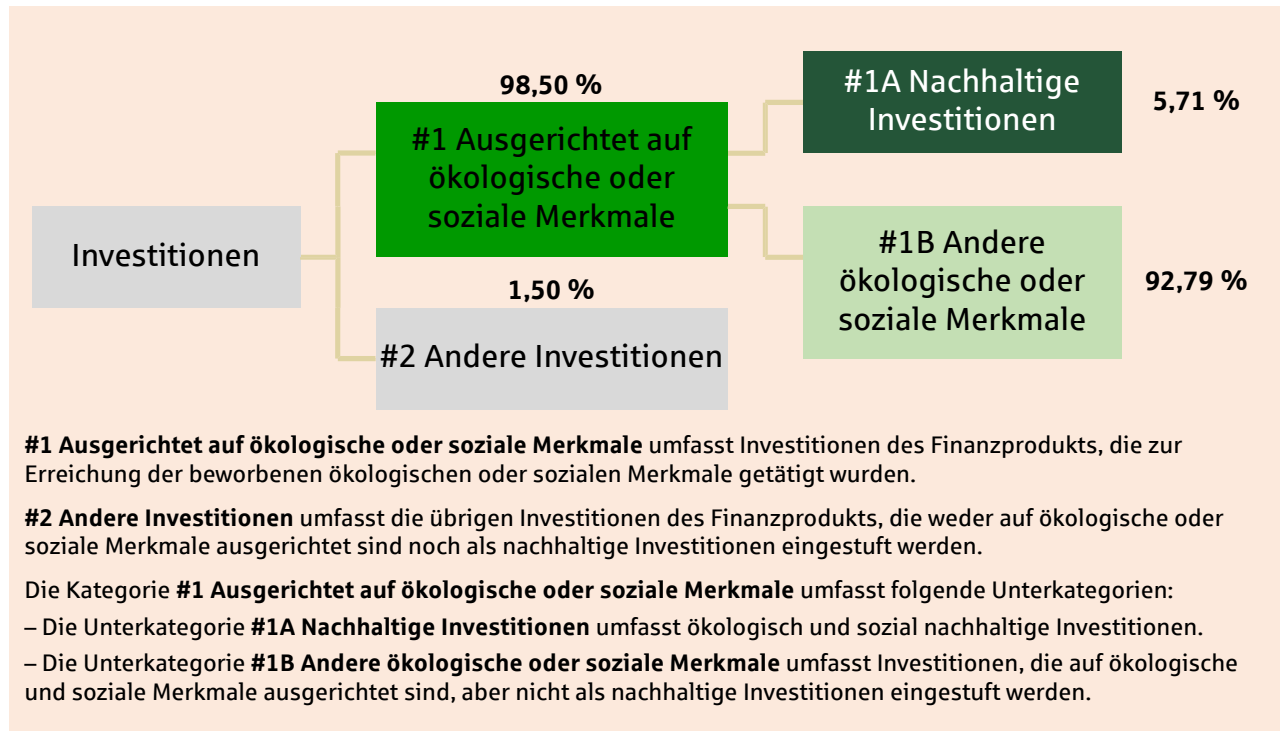 98,50 %
#1 Ausgerichtet auf
ökologische oder
soziale Merkmale
#1A Nachhaltige
Investitionen
5,71 %
Investitionen
#1B Andere
ökologische oder
soziale Merkmale
92,79 %
1,50 %
#2 Andere Investitionen
#1 Ausgerichtet auf ökologische oder soziale Merkmale umfasst Investitionen des Finanzprodukts, die zur
Erreichung der beworbenen ökologischen oder sozialen Merkmale getätigt wurden.
#2 Andere Investitionen umfasst die übrigen Investitionen des Finanzprodukts, die weder auf ökologische oder
soziale Merkmale ausgerichtet sind noch als nachhaltige Investitionen eingestuft werden.
Die Kategorie #1 Ausgerichtet auf ökologische oder soziale Merkmale umfasst folgende Unterkategorien:
– Die Unterkategorie #1A Nachhaltige Investitionen umfasst ökologisch und sozial nachhaltige Investitionen.
– Die Unterkategorie #1B Andere ökologische oder soziale Merkmale umfasst Investitionen, die auf ökologische
und soziale Merkmale ausgerichtet sind, aber nicht als nachhaltige Investitionen eingestuft werden.